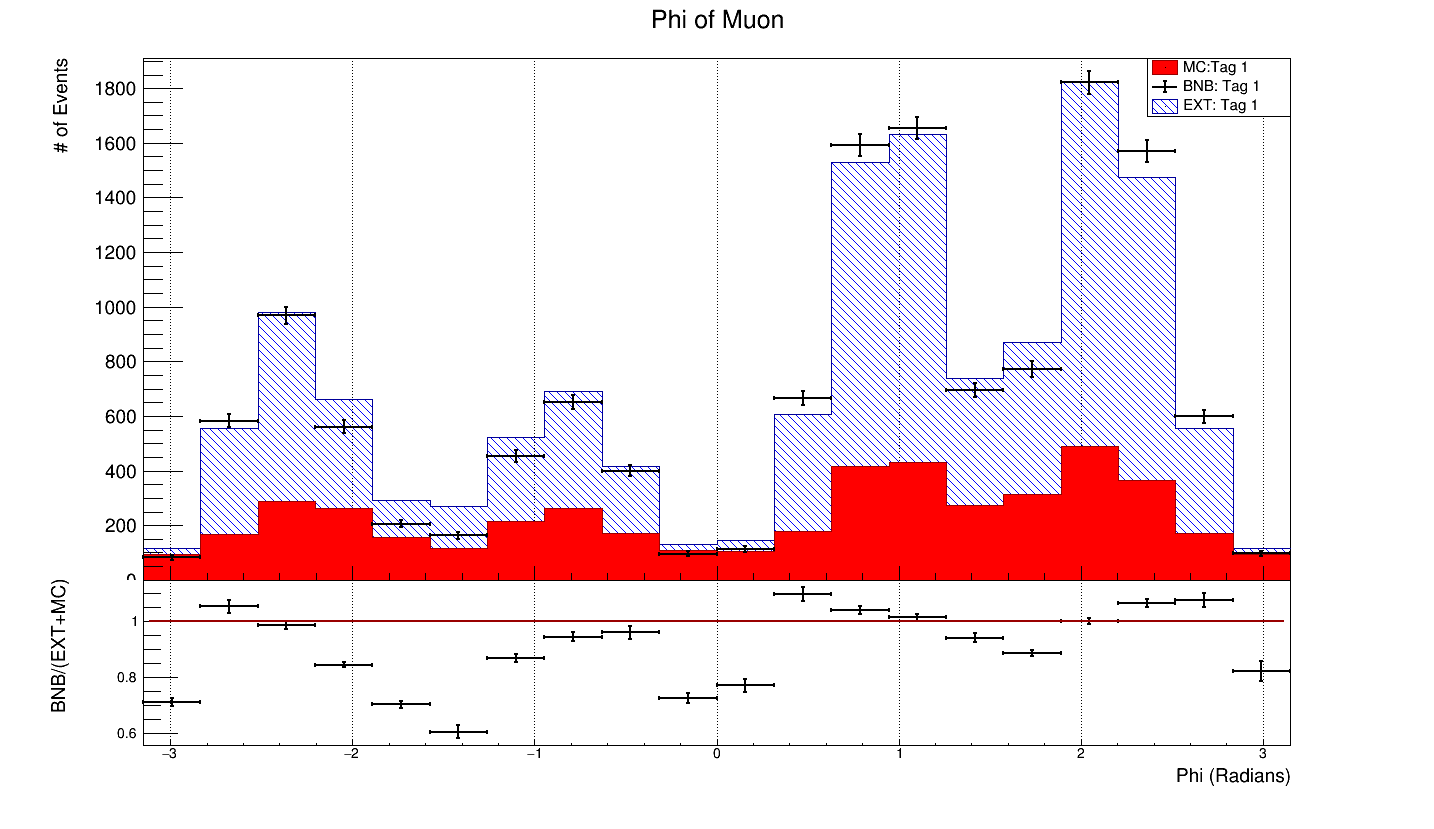 Phi of Muon
# of Events
1800
1600
1400
1200
1000
800
600
400
200
0
MC:Tag 1
BNB: Tag 1
EXT: Tag 1
BNB/(EXT+MC)
1
0.8
0.6
−3
−2
−1
0
1
2
3
Phi (Radians)